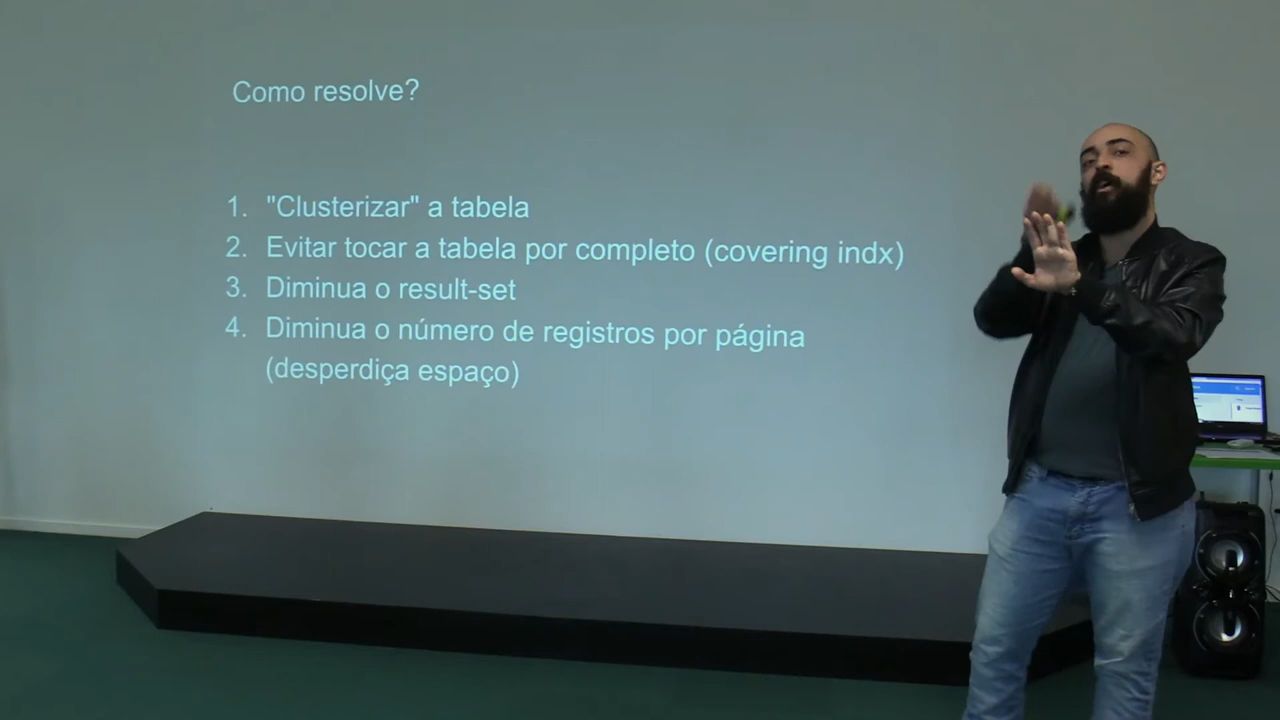 Como resolve?
1. "Clusterizar" a tabela
2. Evitar tocar a tabela por completo (covering indx)
3. Diminua o result-set
4. Diminua o número de registros por página
(desperdiça espaço)